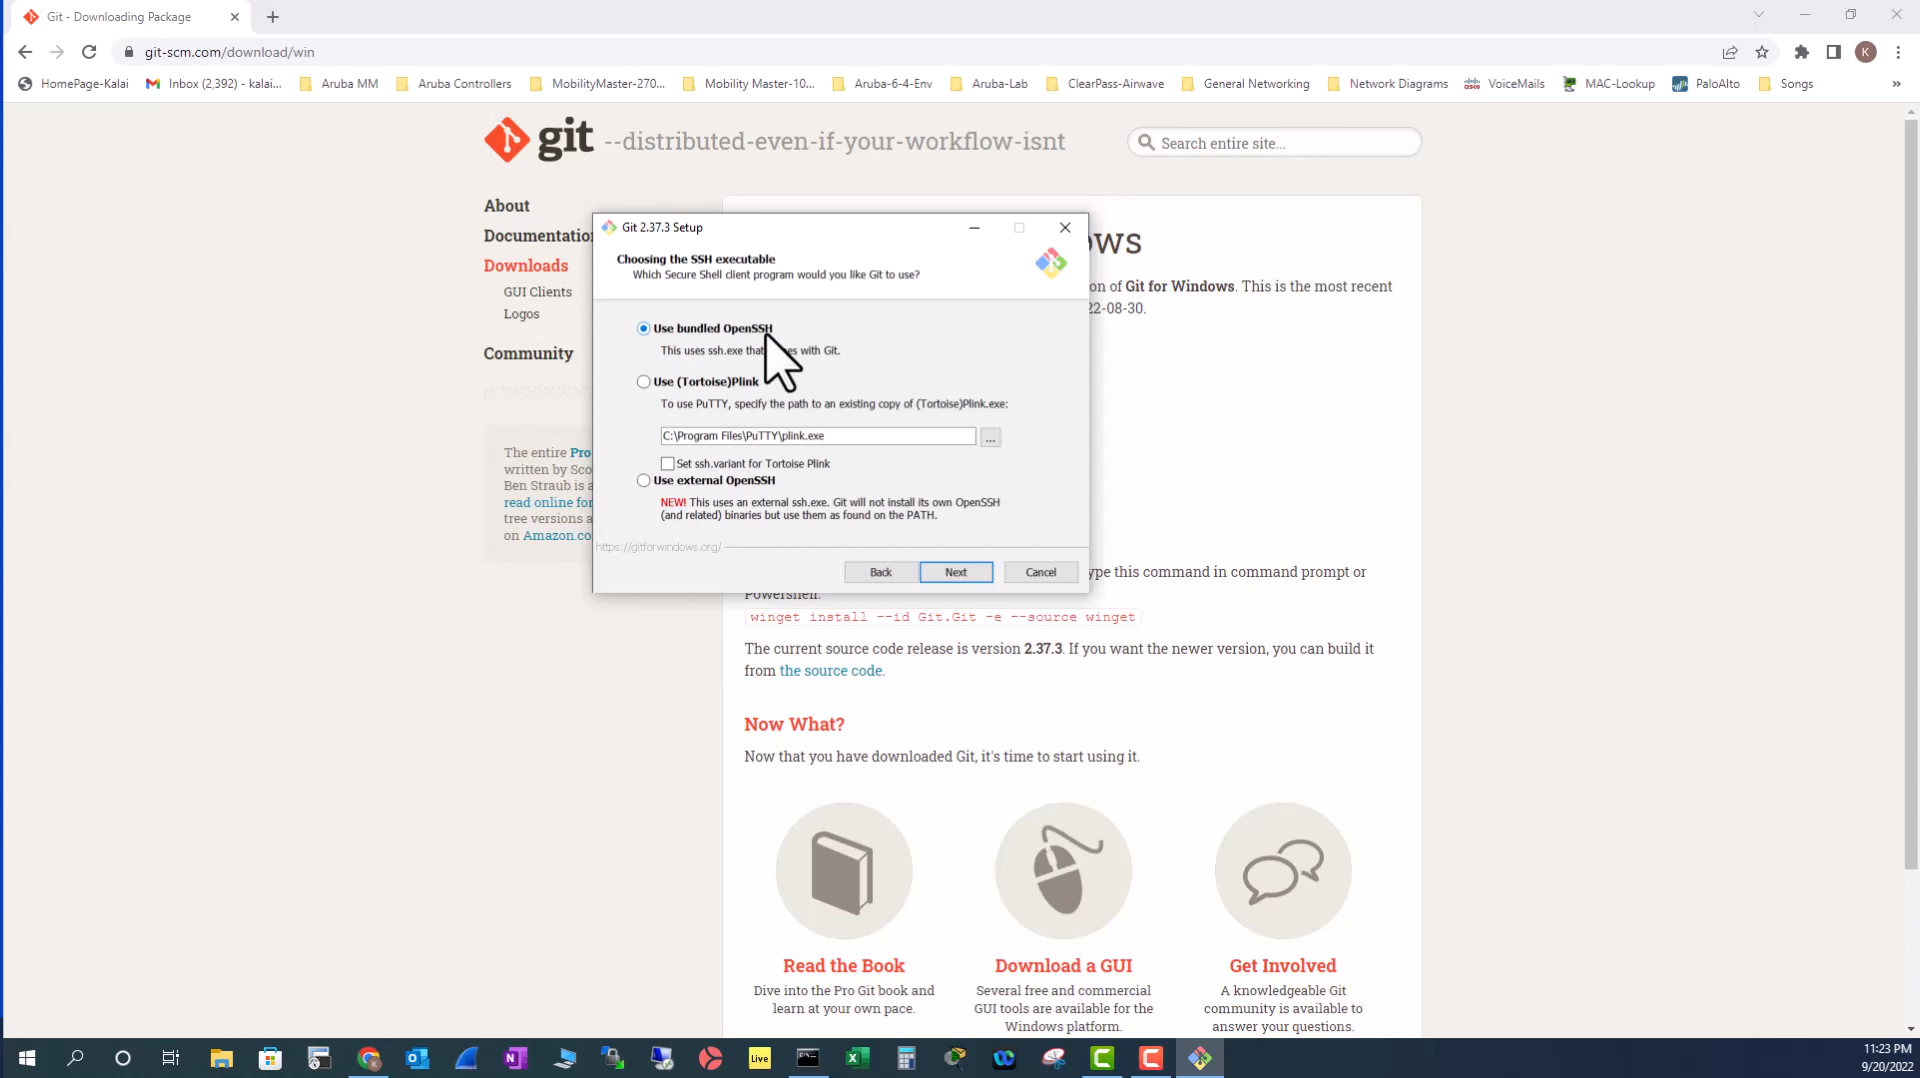 Git - Downloading Package
git-scm.com/download/win
K
HomePage-Kalai
Inbox (2,392) - kalai...
Aruba MM
Aruba Controllers
MobilityMaster-270...
Mobility Master-10...
Aruba-6-4-Env
Aruba-Lab
ClearPass-Airwave
General Networking
Network Diagrams
VoiceMails
MAC-Lookup
PaloAlto
Songs
git --distributed-even-if-your-workflow-isnt
Search entire site...
About
Documentation
Downloads
GUI Clients
Logos
Community
The entire Pro
written by Sco
Ben Straub is a
read online for
tree versions a
on Amazon.co
ows
on of Git for Windows. This is the most recent
22-08-30.
Git 2.37.3 Setup
Choosing the SSH executable
Which Secure Shell client program would you like Git to use?
Use bundled OpenSSH
This uses ssh.exe that es with Git.
Use (Tortoise)Plink
To use PuTTY, specify the path to an existing copy of (Tortoise)Plink.exe:
C:\Program Files\PuTTY\plink.exe
...
Set ssh.variant for Tortoise Plink
Use external OpenSSH
NEW! This uses an external ssh.exe. Git will not install its own OpenSSH
(and related) binaries but use them as found on the PATH.
https://gitforwindows.org/
Back
Next
Cancel
ype this command in command prompt or
Powershell.
winget install --id Git.Git -e --source winget
The current source code release is version 2.37.3. If you want the newer version, you can build it
from the source code.
Now What?
Now that you have downloaded Git, it's time to start using it.
Read the Book
Dive into the Pro Git book and
learn at your own pace.
Download a GUI
Several free and commercial
GUI tools are available for the
Windows platform.
Get Involved
A knowledgeable Git
community is available to
answer your questions.
Live
11:23 PM
9/20/2022